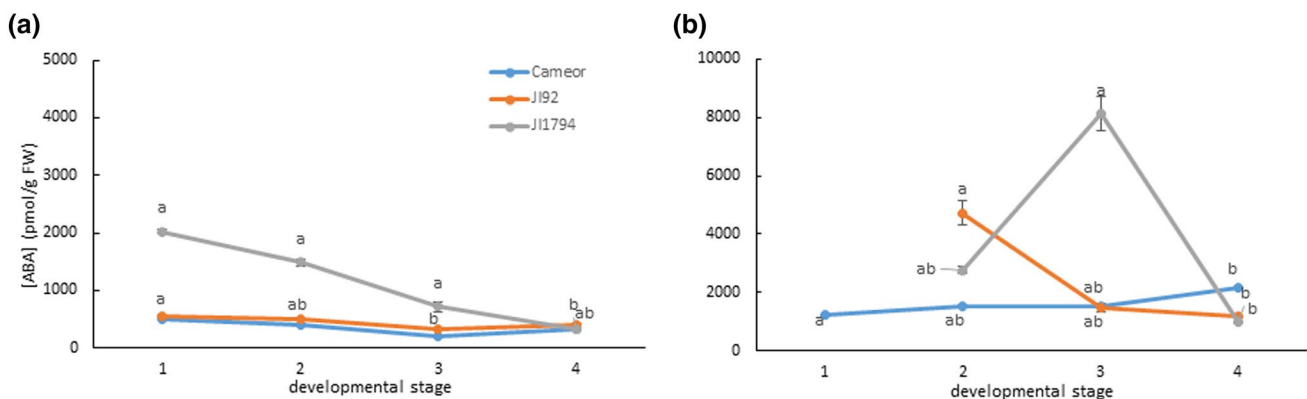 (a)
5000
4000
3000
2000
1000
0
[ABA] (pmol/g FW)
Cameor
JI92
JI1794
a
a
a
a
ab
b
b
ab
1
2
3
4
developmental stage
(b)
10000
8000
6000
4000
2000
0
a
a
ab
ab
b
b
b
a
ab
ab
1
2
3
4
developmental stage